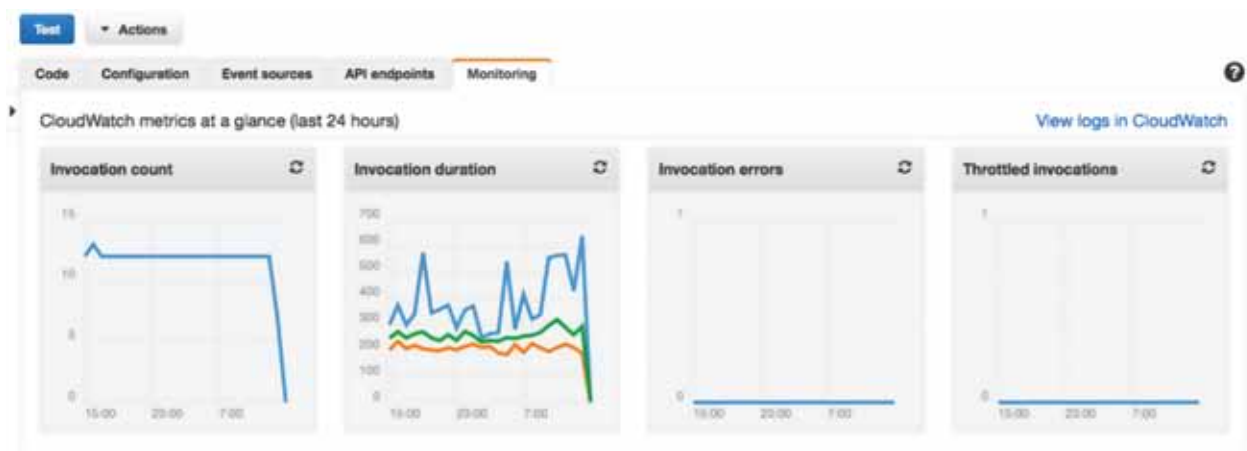 Test Actions
Code Configuration Event sources API endpoints Monitoring
CloudWatch metrics at a glance (last 24 hours) View logs in CloudWatch
Invocation count Invocation duration Invocation errors Throttled invocations
15 700 1 1
600
500
10
400
300
5
200
100
0 0 0 0
15:00 20:00 7:00 15:00 20:00 7:00 15:00 20:00 7:00 15:00 20:00 7:00